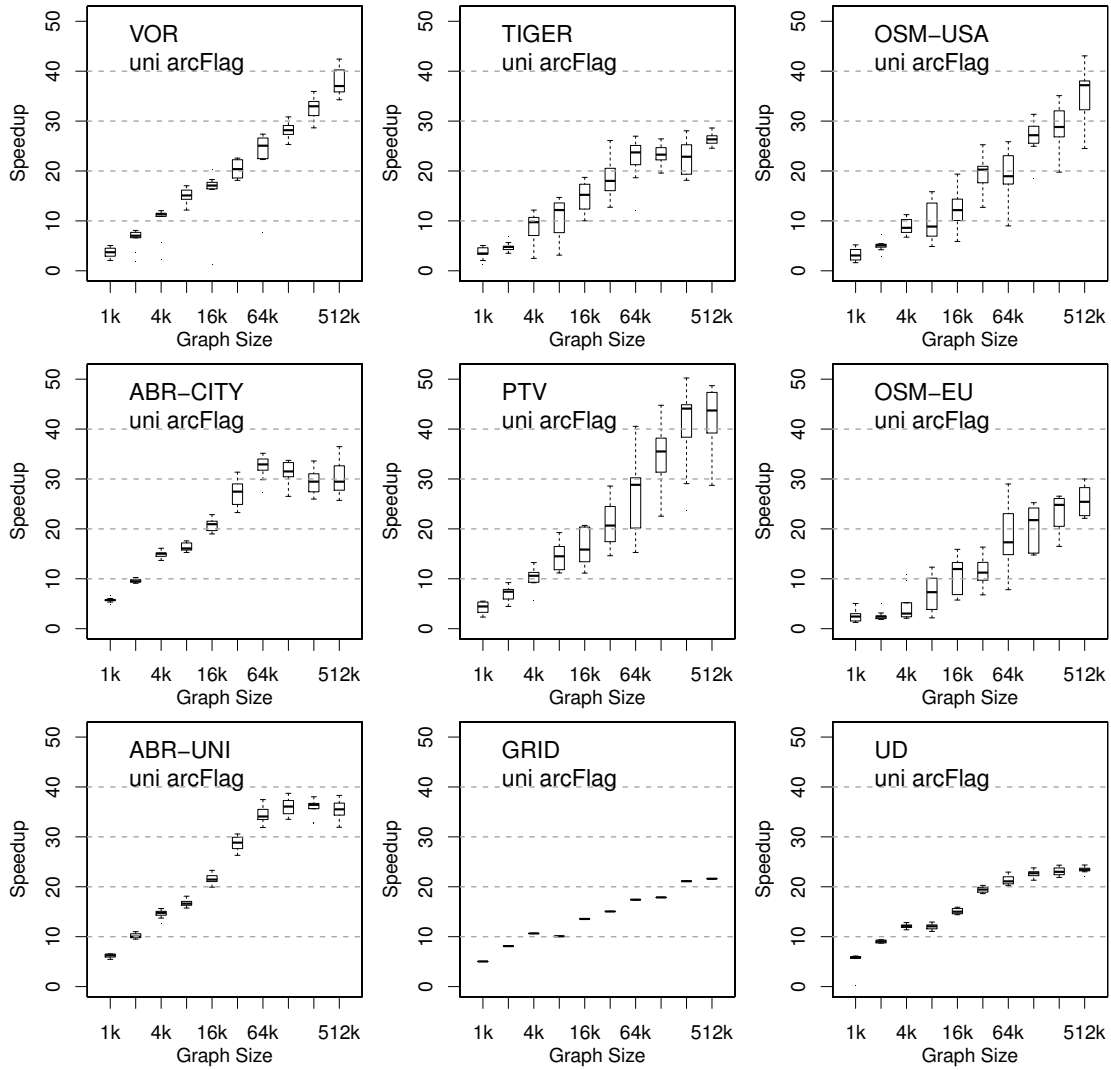 VOR
uni arcFlag
Speedup
0
10
20
30
40
50
1k
4k
16k
64k
512k
Graph Size
TIGER
uni arcFlag
Speedup
0
10
20
30
40
50
1k
4k
16k
64k
512k
Graph Size
OSM−USA
uni arcFlag
Speedup
0
10
20
30
40
50
1k
4k
16k
64k
512k
Graph Size
ABR−CITY
uni arcFlag
Speedup
0
10
20
30
40
50
1k
4k
16k
64k
512k
Graph Size
PTV
uni arcFlag
Speedup
0
10
20
30
40
50
1k
4k
16k
64k
512k
Graph Size
OSM−EU
uni arcFlag
Speedup
0
10
20
30
40
50
1k
4k
16k
64k
512k
Graph Size
ABR−UNI
uni arcFlag
Speedup
0
10
20
30
40
50
1k
4k
16k
64k
512k
Graph Size
GRID
uni arcFlag
Speedup
0
10
20
30
40
50
1k
4k
16k
64k
512k
Graph Size
UD
uni arcFlag
Speedup
0
10
20
30
40
50
1k
4k
16k
64k
512k
Graph Size